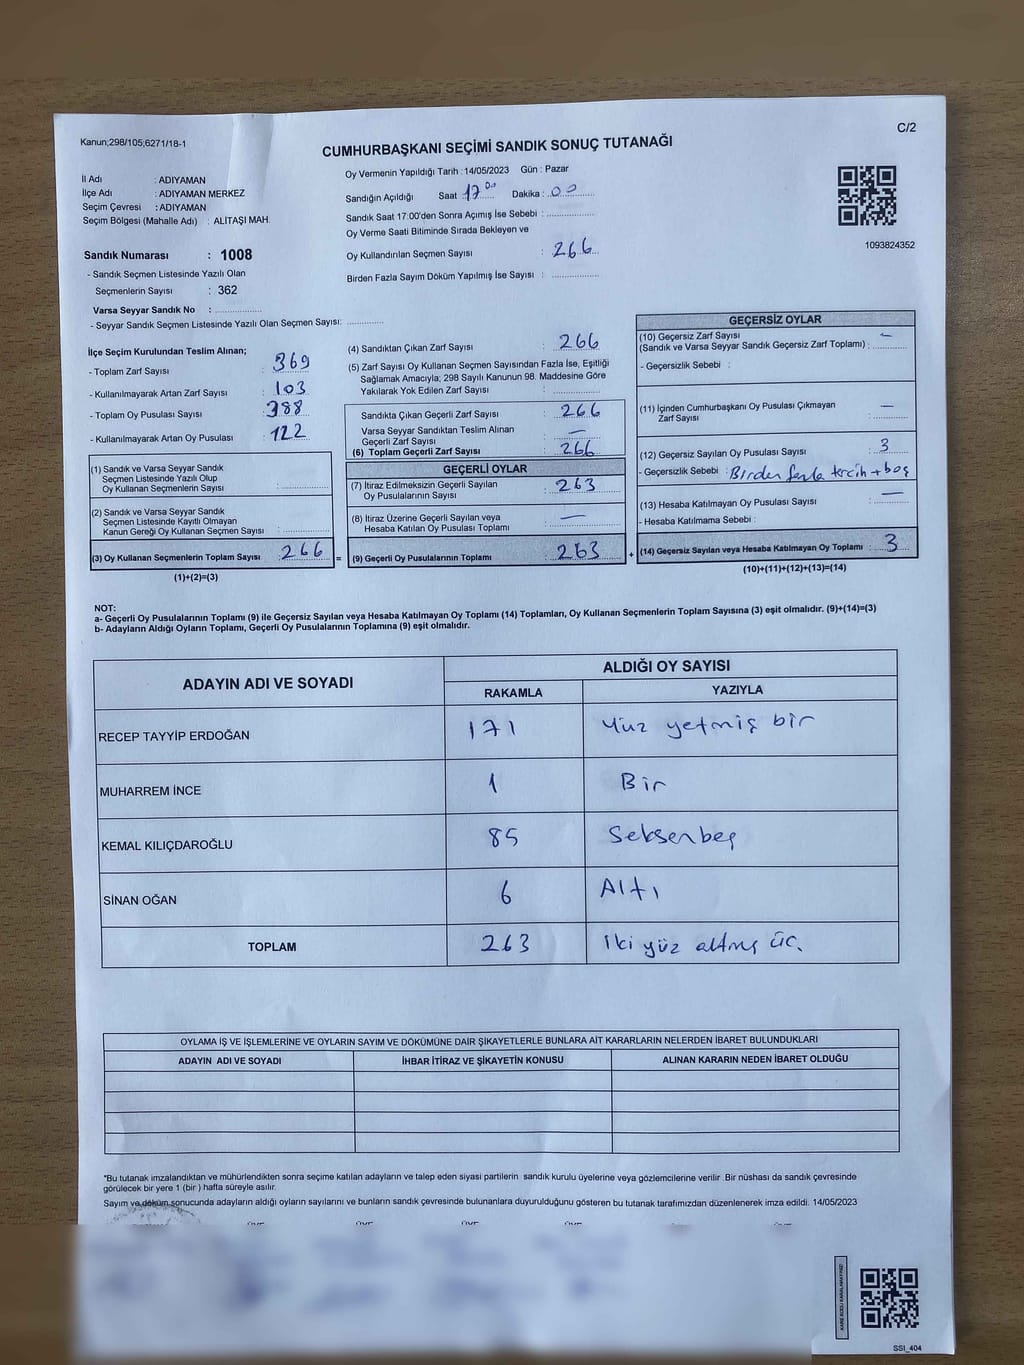 Kanun;298/105;6271/18-1
C/2
CUMHURBAŞKANI SEÇİMİ SANDIK SONUÇ TUTANAĞI
İl Adı : ADIYAMAN
İlçe Adı : ADIYAMAN MERKEZ
Seçim Çevresi : ADIYAMAN
Seçim Bölgesi (Mahalle Adı) : ALİTAŞI MAH.
Sandık Numarası : 1008
- Sandık Seçmen Listesinde Yazılı Olan
Seçmenlerin Sayısı : 362
Varsa Seyyar Sandık No :
- Seyyar Sandık Seçmen Listesinde Yazılı Olan Seçmen Sayısı:
Oy Vermenin Yapıldığı Tarih : 14/05/2023 Gün : Pazar
Sandığın Açıldığı Saat : 17 00 Dakika : 00
Sandık Saat 17:00'den Sonra Açımış İse Sebebi :
Oy Verme Saati Bitiminde Sırada Bekleyen ve
Oy Kullandırılan Seçmen Sayısı : 266
Birden Fazla Sayım Döküm Yapılmış İse Sayısı :
1093824352
İlçe Seçim Kurulundan Teslim Alınan;
- Toplam Zarf Sayısı : 369
- Kullanılmayarak Artan Zarf Sayısı : 103
- Toplam Oy Pusulası Sayısı : 388
- Kullanılmayarak Artan Oy Pusulası : 122
(1) Sandık ve Varsa Seyyar Sandık
Seçmen Listesinde Yazılı Olup
Oy Kullanan Seçmenlerin Sayısı :
(2) Sandık ve Varsa Seyyar Sandık
Seçmen Listesinde Kayıtlı Olmayan
Kanun Gereği Oy Kullanan Seçmen Sayısı :
(3) Oy Kullanan Seçmenlerin Toplam Sayısı : 266 =
(1)+(2)=(3)
(4) Sandıktan Çıkan Zarf Sayısı : 266
(5) Zarf Sayısı Oy Kullanan Seçmen Sayısından Fazla İse, Eşitliği
Sağlamak Amacıyla; 298 Sayılı Kanunun 98. Maddesine Göre
Yakılarak Yok Edilen Zarf Sayısı :
Sandıkta Çıkan Geçerli Zarf Sayısı : 266
Varsa Seyyar Sandıktan Teslim Alınan
Geçerli Zarf Sayısı : —
(6) Toplam Geçerli Zarf Sayısı : 266
GEÇERLİ OYLAR
(7) İtiraz Edilmeksizin Geçerli Sayılan
Oy Pusulalarının Sayısı : 263
(8) İtiraz Üzerine Geçerli Sayılan veya
Hesaba Katılan Oy Pusulası Toplamı : —
(9) Geçerli Oy Pusulalarının Toplamı : 263 +
GEÇERSİZ OYLAR
(10) Geçersiz Zarf Sayısı —
(Sandık ve Varsa Seyyar Sandık Geçersiz Zarf Toplamı) :
- Geçersizlik Sebebi :
(11) İçinden Cumhurbaşkanı Oy Pusulası Çıkmayan
Zarf Sayısı : —
(12) Geçersiz Sayılan Oy Pusulası Sayısı : 3
- Geçersizlik Sebebi : Birden fazla tercih + boş
(13) Hesaba Katılmayan Oy Pusulası Sayısı : —
- Hesaba Katılmama Sebebi :
(14) Geçersiz Sayılan veya Hesaba Katılmayan Oy Toplamı : 3
(10)+(11)+(12)+(13)=(14)
NOT:
a- Geçerli Oy Pusulalarının Toplamı (9) ile Geçersiz Sayılan veya Hesaba Katılmayan Oy Toplamı (14) Toplamları, Oy Kullanan Seçmenlerin Toplam Sayısına (3) eşit olmalıdır. (9)+(14)=(3)
b- Adayların Aldığı Oyların Toplamı, Geçerli Oy Pusulalarının Toplamına (9) eşit olmalıdır.
ADAYIN ADI VE SOYADI
ALDIĞI OY SAYISI
RAKAMLA YAZIYLA
RECEP TAYYİP ERDOĞAN 171 Yüz yetmiş bir
MUHARREM İNCE 1 Bir
KEMAL KILIÇDAROĞLU 85 Seksenbeş
SİNAN OĞAN 6 Altı
TOPLAM 263 İki yüz altmış üç.
OYLAMA İŞ VE İŞLEMLERİNE VE OYLARIN SAYIM VE DÖKÜMÜNE DAİR ŞİKAYETLERLE BUNLARA AİT KARARLARIN NELERDEN İBARET BULUNDUKLARI
ADAYIN ADI VE SOYADI İHBAR İTİRAZ VE ŞİKAYETİN KONUSU ALINAN KARARIN NEDEN İBARET OLDUĞU
*Bu tutanak imzalandıktan ve mühürlendikten sonra seçime katılan adayların ve talep eden siyasi partilerin sandık kurulu üyelerine veya gözlemcilerine verilir. Bir nüshası da sandık çevresinde
görülecek bir yere 1 (bir) hafta süreyle asılır.
Sayım ve döküm sonucunda adayların aldığı oyların sayılarını ve bunların sandık çevresinde bulunanlara duyurulduğunu gösteren bu tutanak tarafımızdan düzenlenerek imza edildi. 14/05/2023
SSI_404